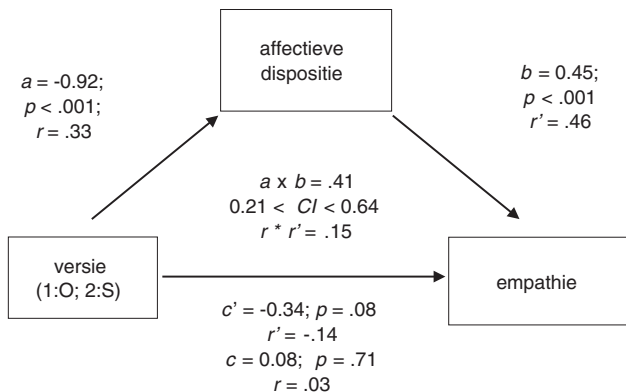 affectieve
dispositie
a = -0.92;
p < .001;
r = .33
b = 0.45;
p < .001
r' = .46
a x b = .41
0.21 < CI < 0.64
r * r' = .15
versie
(1:O; 2:S)
empathie
c' = -0.34; p = .08
r' = -.14
c = 0.08; p = .71
r = .03